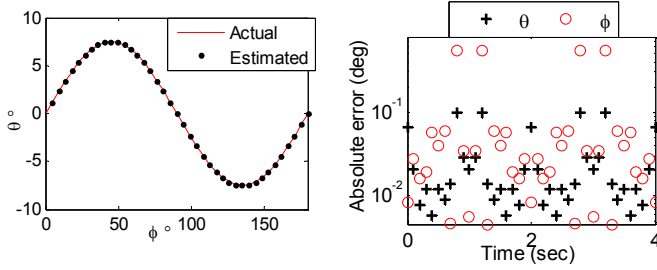 10
5
0
-5
-10
θ °
0
50
100
150
ϕ °
Actual
Estimated
θ
ϕ
Absolute error (deg)
10-1
10-2
0
2
4
Time (sec)